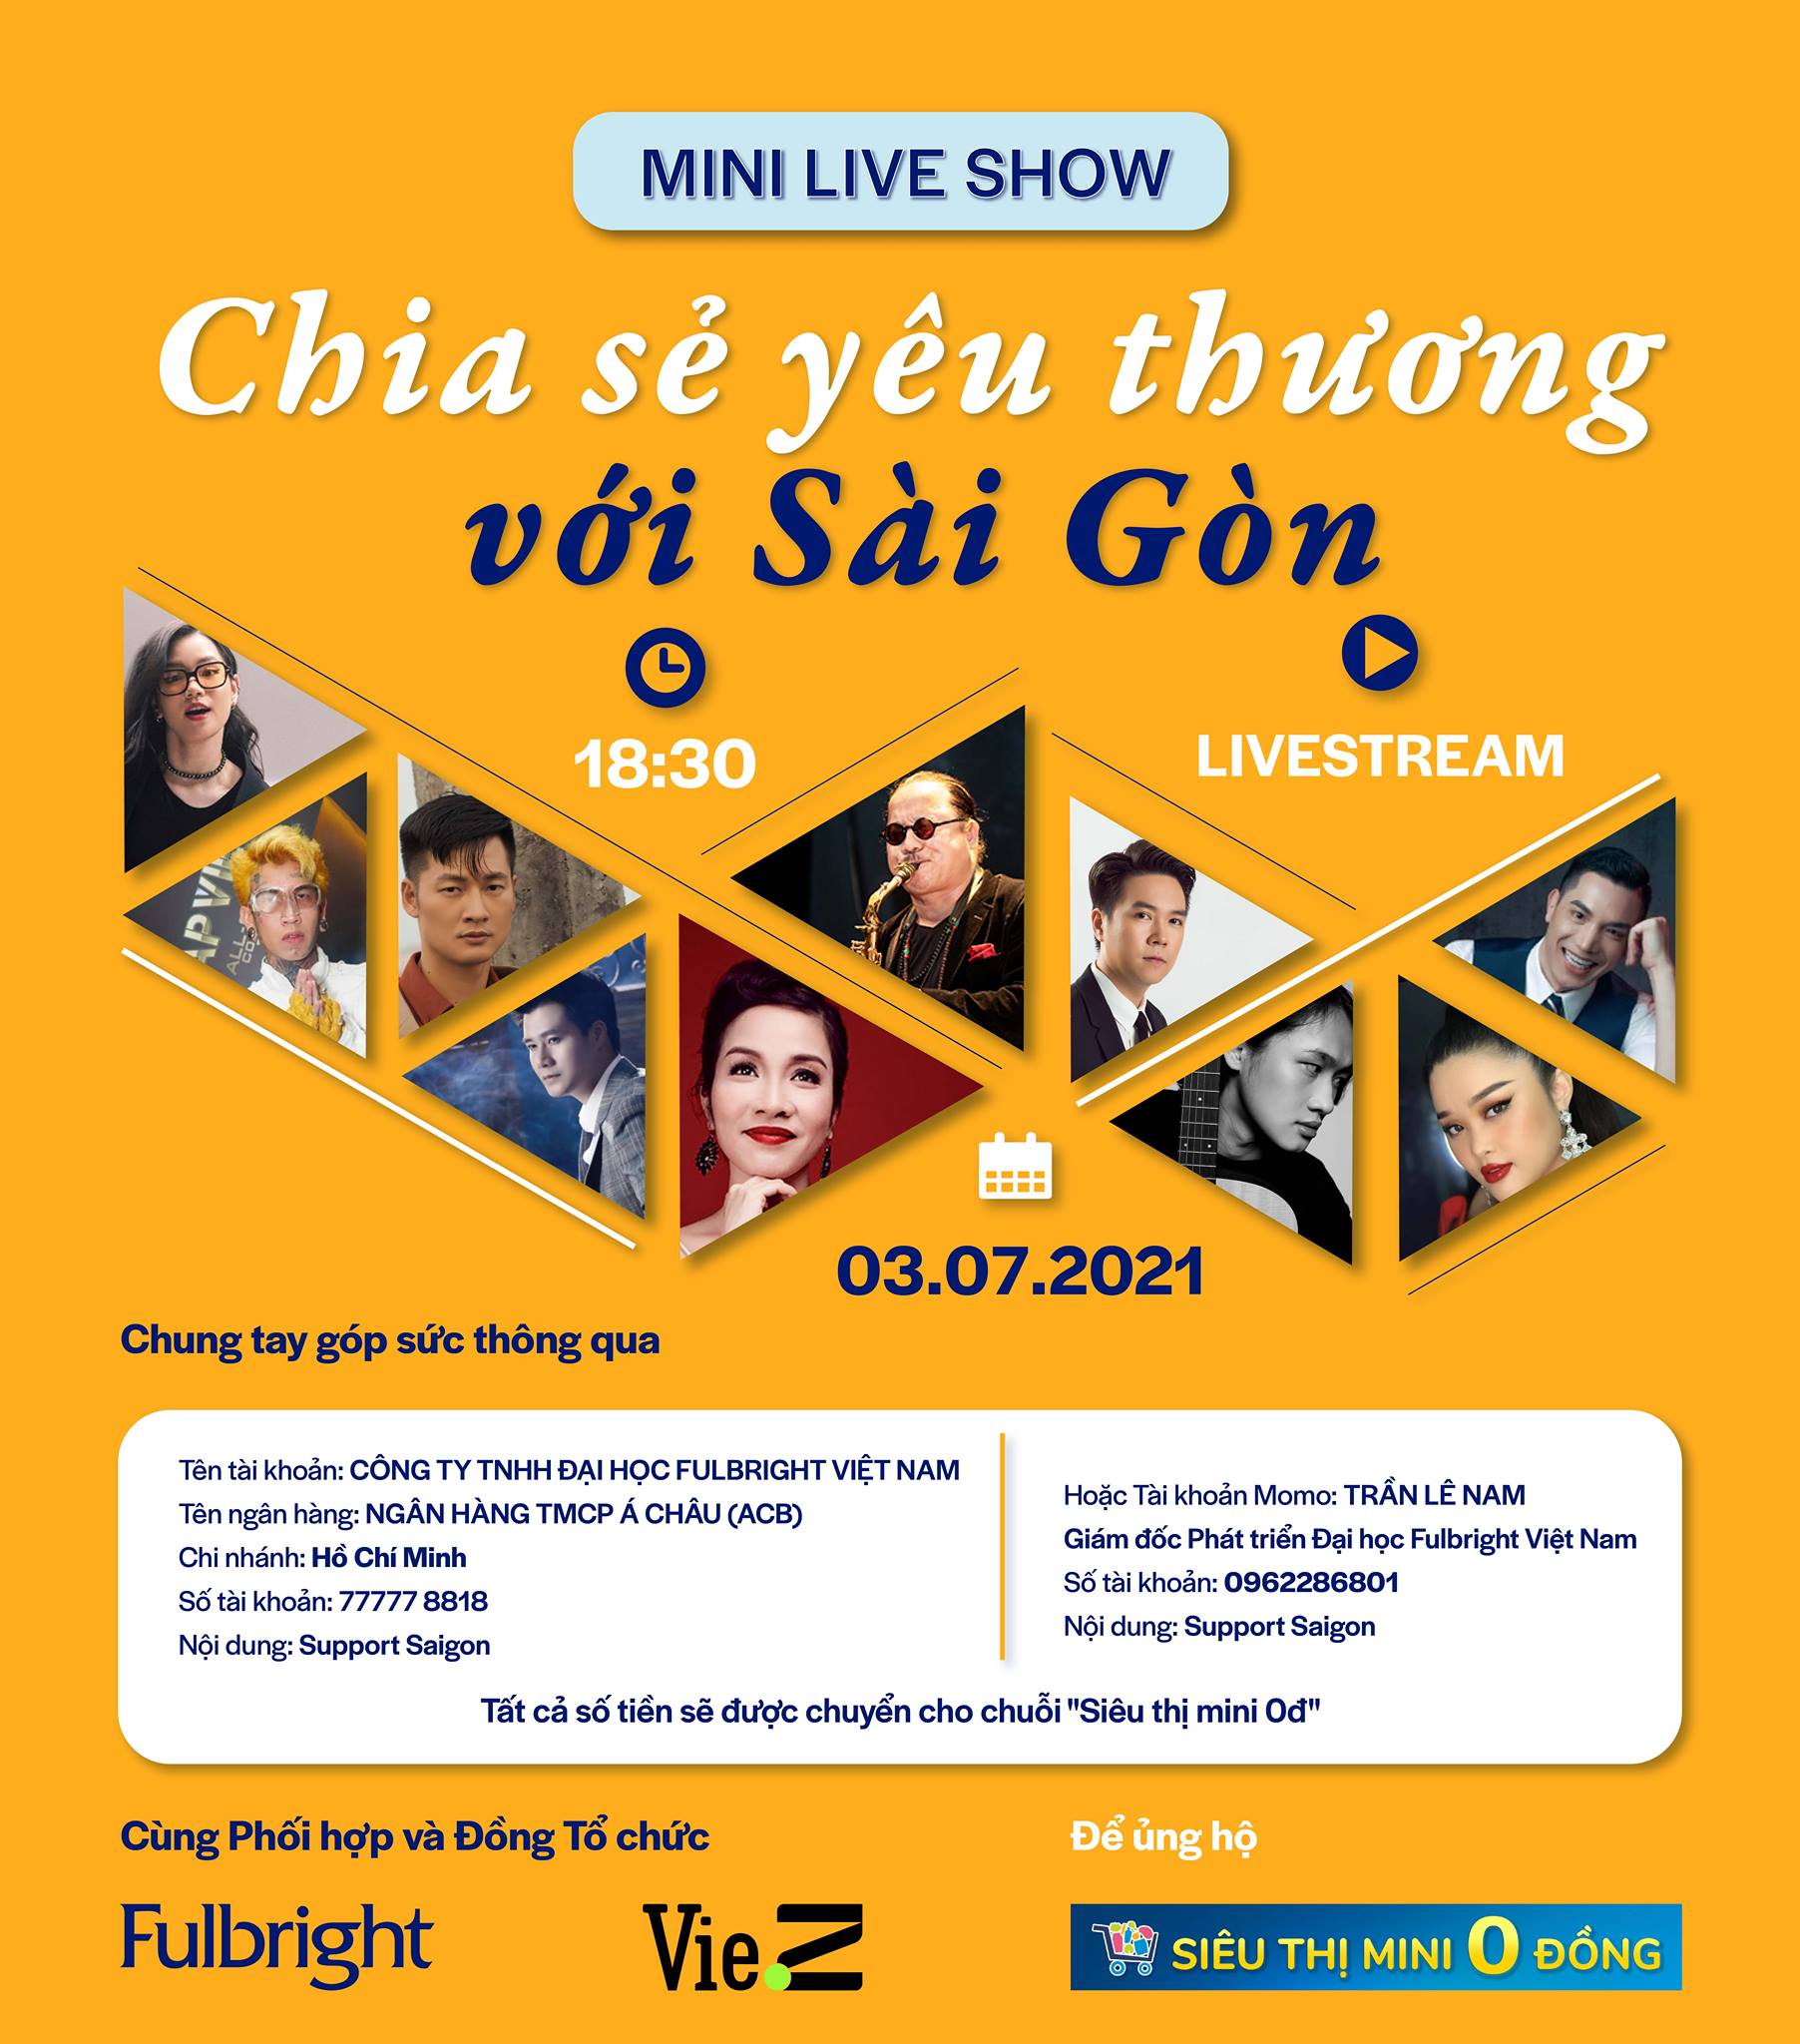 MINI LIVE SHOW
Chia sẻ yêu thương
với Sài Gòn
18:30
LIVESTREAM
03.07.2021
Chung tay góp sức thông qua
Tên tài khoản: CÔNG TY TNHH ĐẠI HỌC FULBRIGHT VIỆT NAM
Tên ngân hàng: NGÂN HÀNG TMCP Á CHÂU (ACB)
Chi nhánh: Hồ Chí Minh
Số tài khoản: 77777 8818
Nội dung: Support Saigon
Hoặc Tài khoản Momo: TRẦN LÊ NAM
Giám đốc Phát triển Đại học Fulbright Việt Nam
Số tài khoản: 0962286801
Nội dung: Support Saigon
Tất cả số tiền sẽ được chuyển cho chuỗi "Siêu thị mini 0đ"
Cùng Phối hợp và Đồng Tổ chức
Để ủng hộ
Fulbright
Vie.Z
SIÊU THỊ MINI 0 ĐỒNG